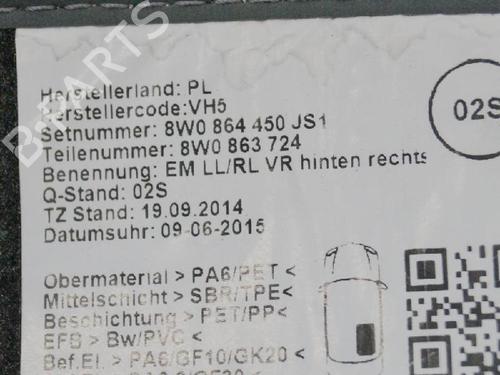 B-PARTS
Herstellerland: PL
Herstellercode:VH5
Setnummer: 8W0 864 450 JS1
Teilenummer: 8W0 863 724
Benennung: EM LL/RL VR hinten rechts
Q-Stand: 02S
TZ Stand: 19.09.2014
Datumsuhr: 09-06-2015
02S
Obermaterial > PA6/PET <
Mittelschicht > SBR/TPE<
Beschichtung > PET/PP<
EFB > Bw/PVC <
Bef.El. > PA6/GF10/GK20 <